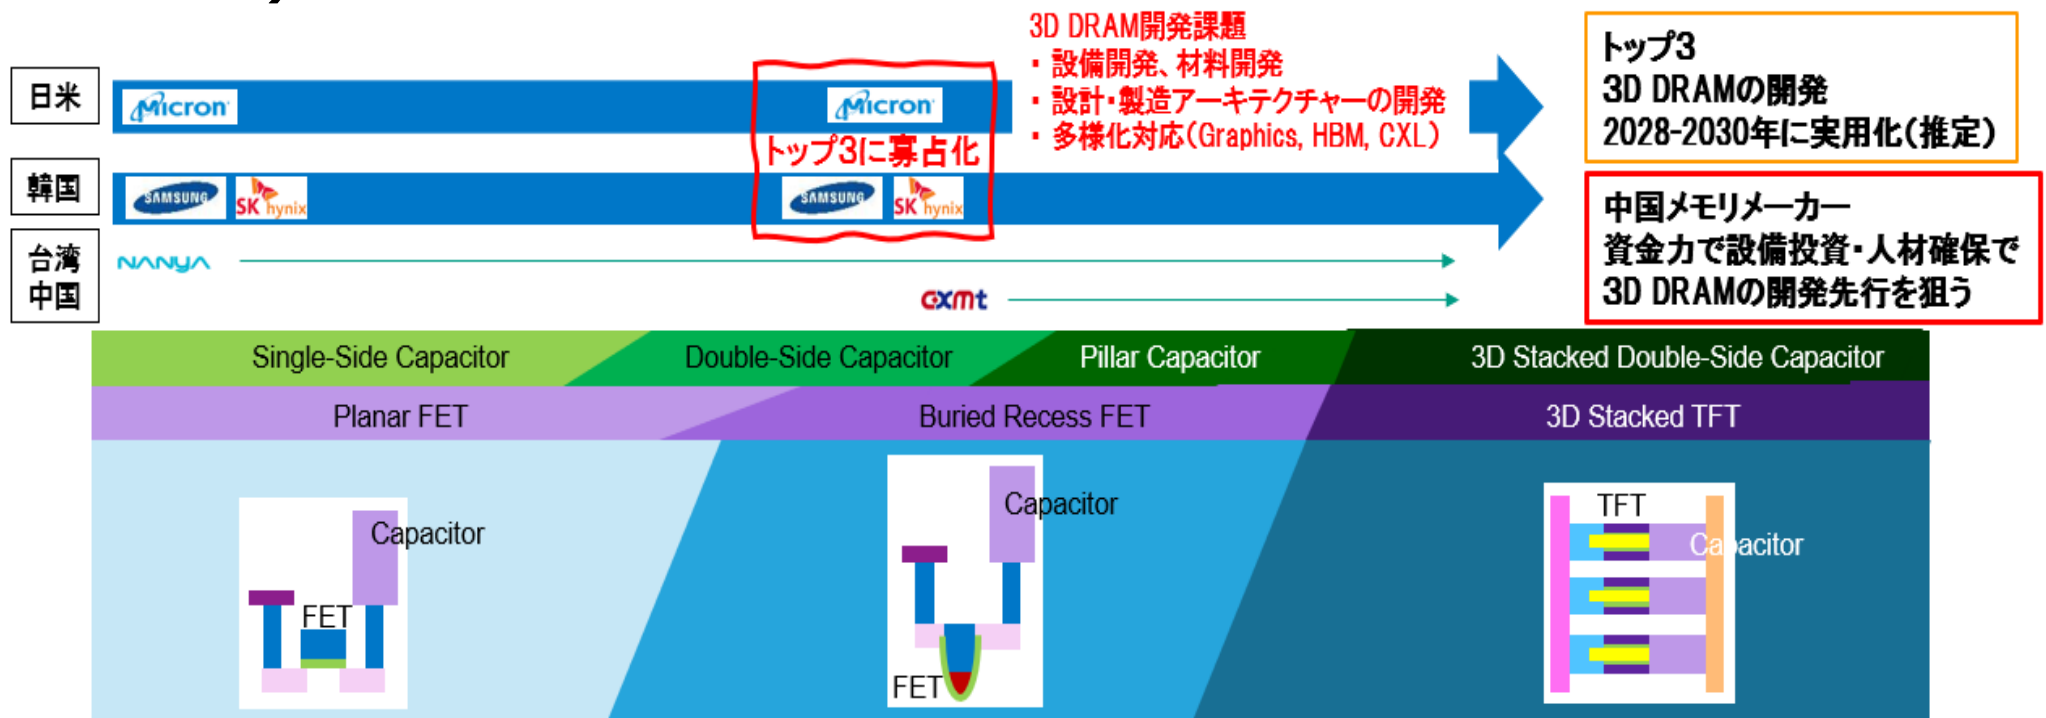 日米
Micron
Micron
トップ3に寡占化
3D DRAM開発課題
・設備開発、材料開発
・設計・製造アーキテクチャーの開発
・多様化対応(Graphics, HBM, CXL)
トップ3
3D DRAMの開発
2028-2030年に実用化(推定)
韓国
SAMSUNG
SK hynix
SAMSUNG
SK hynix
中国メモリメーカー
資金力で設備投資・人材確保で
3D DRAMの開発先行を狙う
台湾
中国
NANYA
cxmt
Single-Side Capacitor
Double-Side Capacitor
Pillar Capacitor
3D Stacked Double-Side Capacitor
Planar FET
Buried Recess FET
3D Stacked TFT
Capacitor
FET
Capacitor
FET
TFT
Capacitor